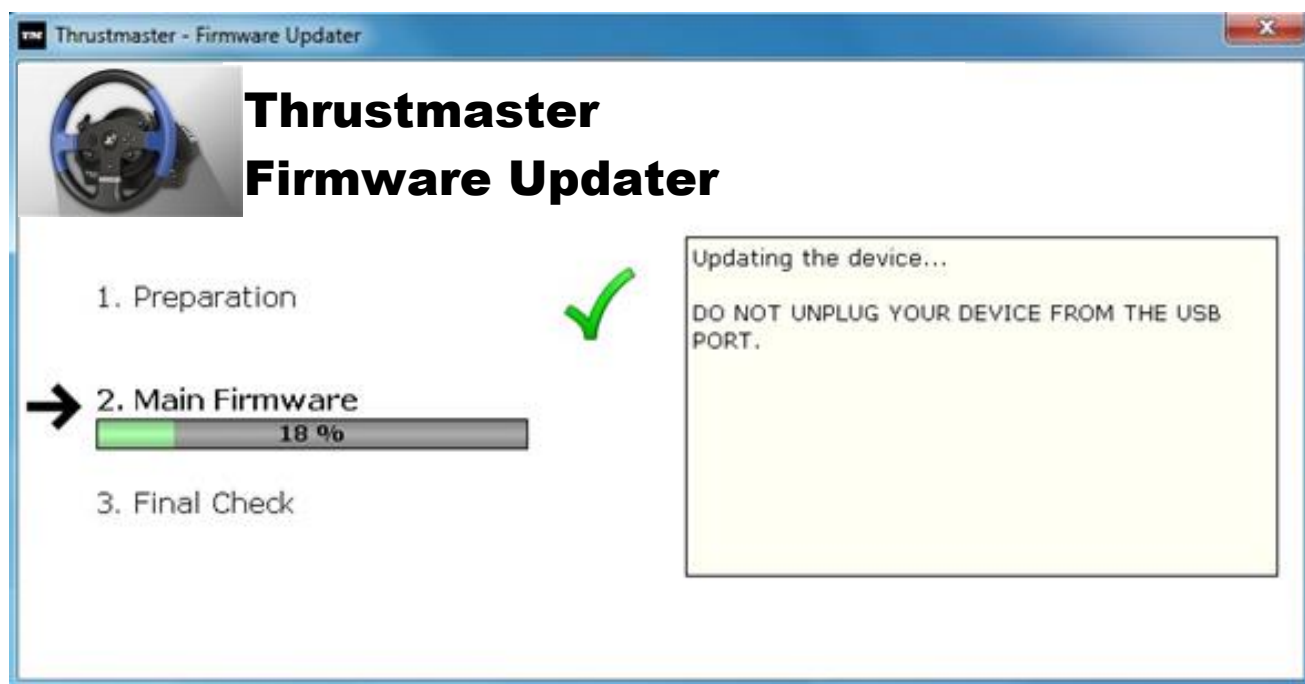 Thrustmaster - Firmware Updater
Thrustmaster
Firmware Updater
1. Preparation
2. Main Firmware
18 %
3. Final Check
Updating the device...
DO NOT UNPLUG YOUR DEVICE FROM THE USB
PORT.